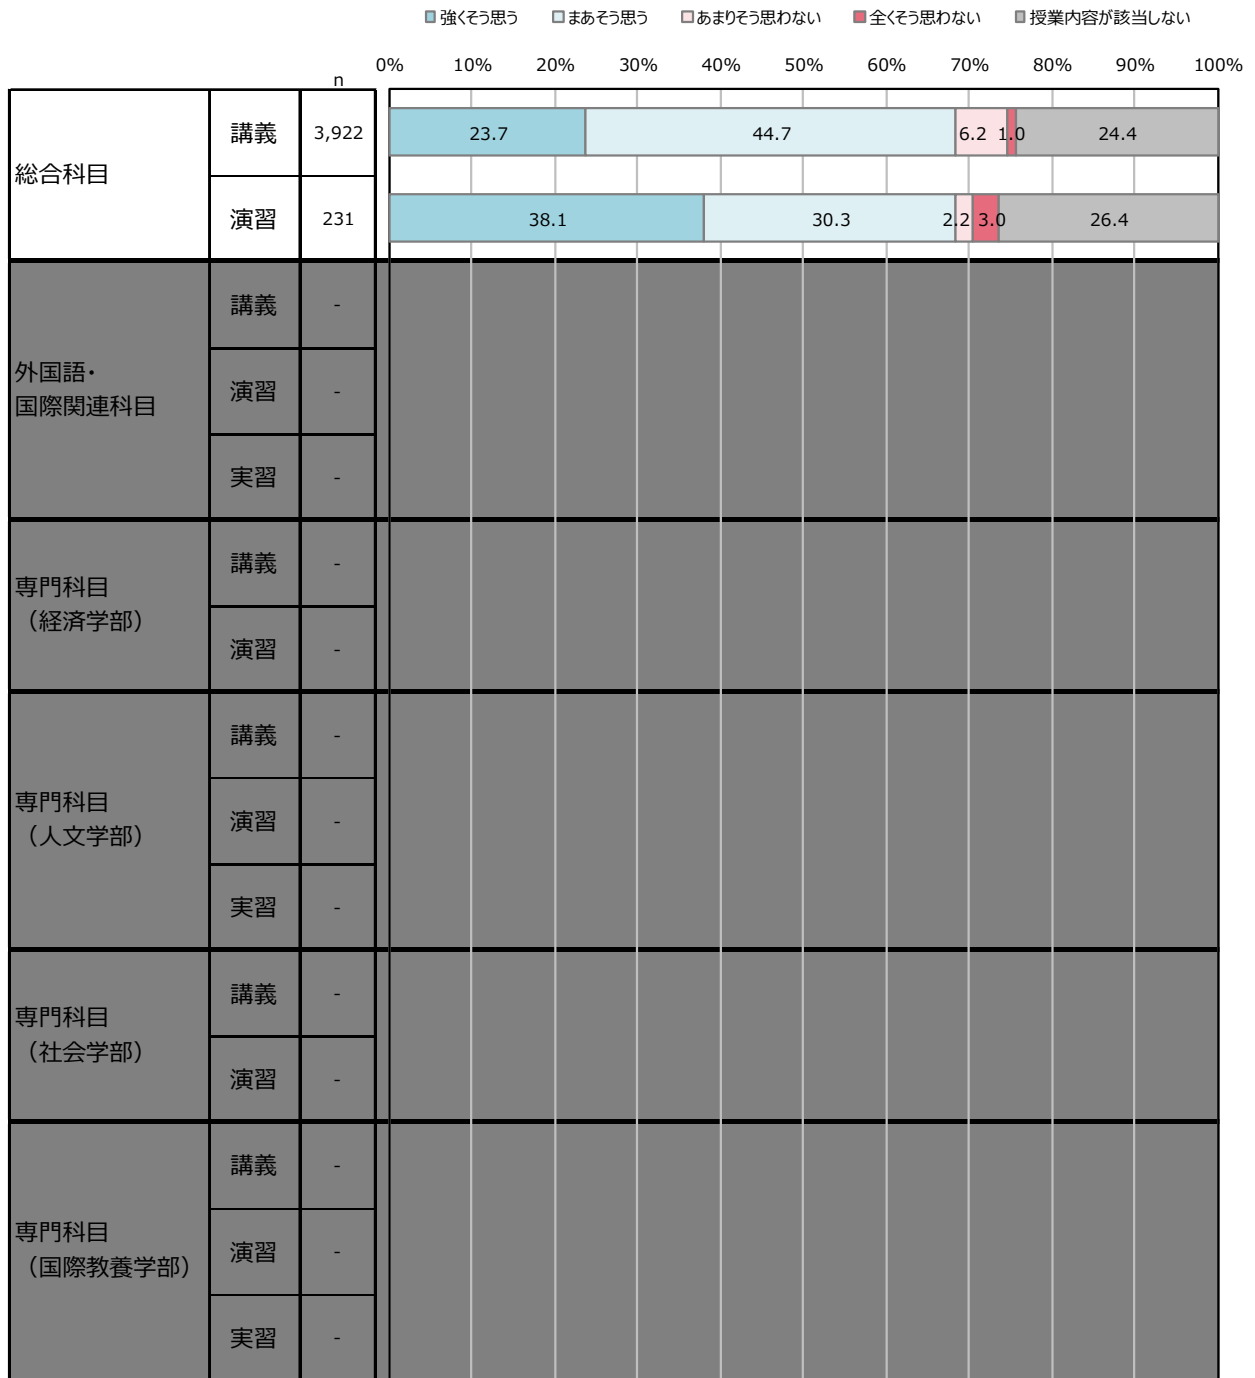 強くそう思う まあそう思う あまりそう思わない 全くそう思わない 授業内容が該当しない
n 0% 10% 20% 30% 40% 50% 60% 70% 80% 90% 100%
総合科目
講義 3,922 23.7 44.7 6.2 1.0 24.4
演習 231 38.1 30.3 2.2 3.0 26.4
外国語・
国際関連科目
講義 -
演習 -
実習 -
専門科目
（経済学部）
講義 -
演習 -
専門科目
（人文学部）
講義 -
演習 -
実習 -
専門科目
（社会学部）
講義 -
演習 -
専門科目
（国際教養学部）
講義 -
演習 -
実習 -